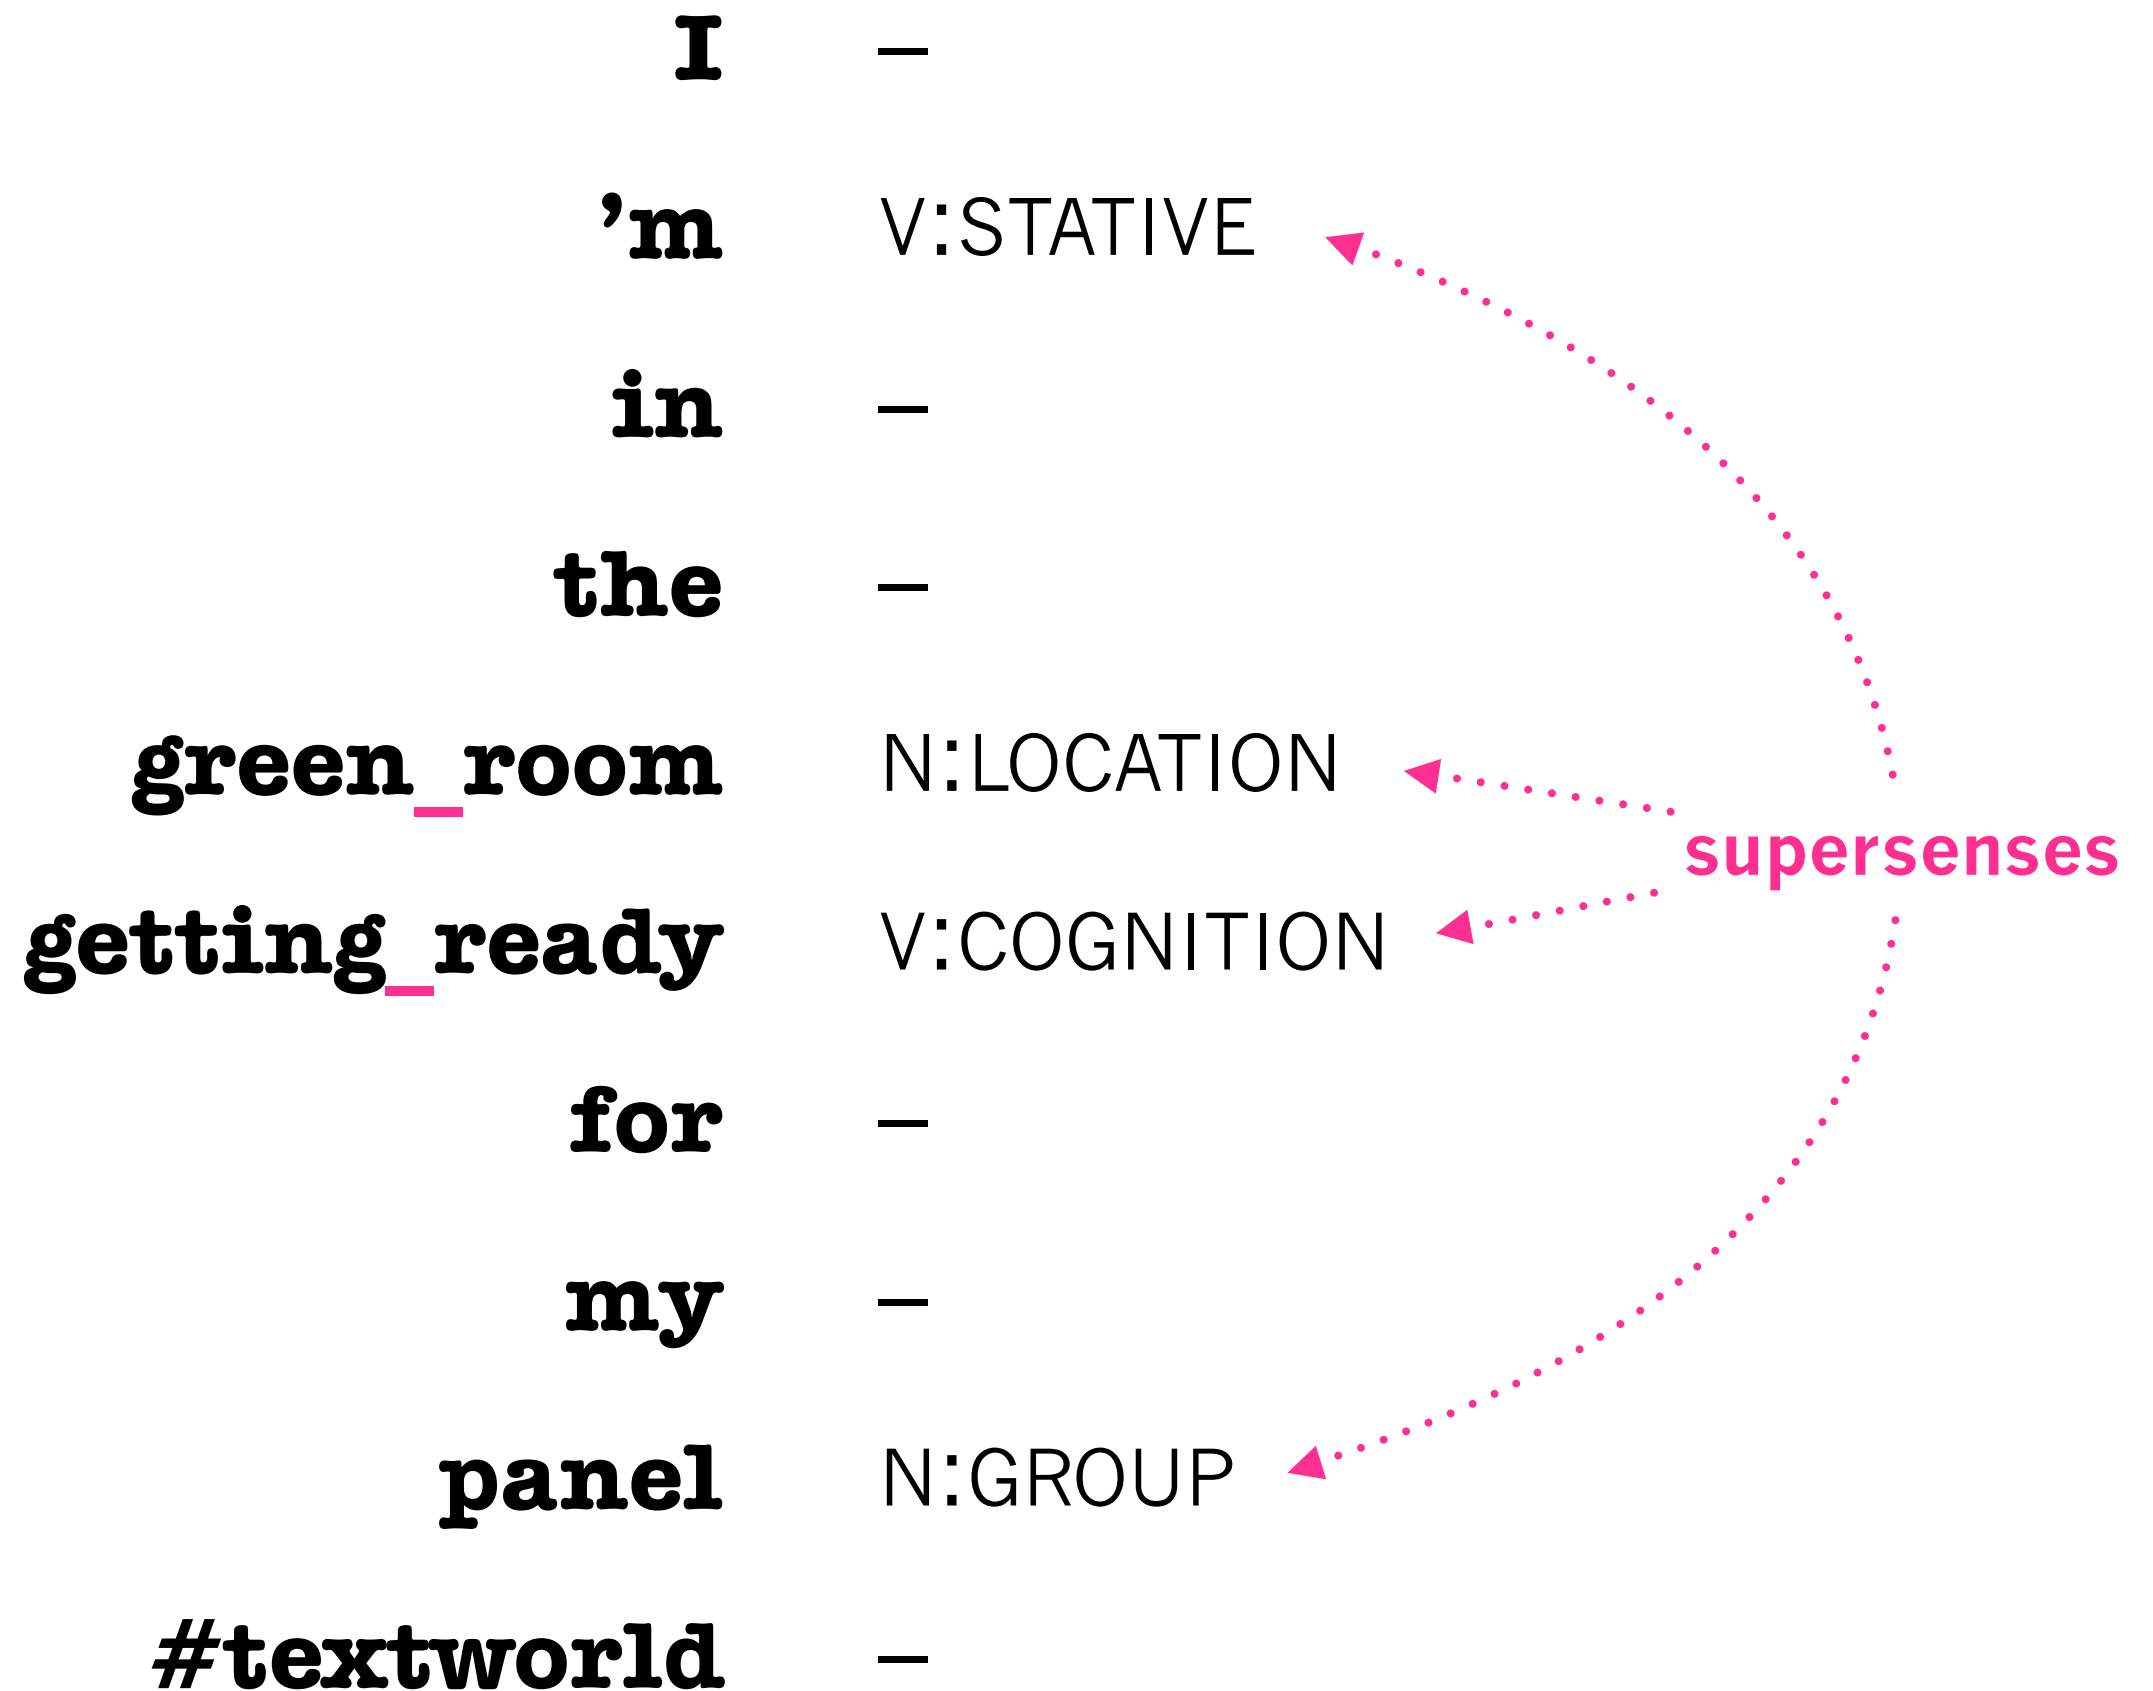 I –
’m V:STATIVE
in –
the –
green_room N:LOCATION
supersenses
getting_ready V:COGNITION
for –
my –
panel N:GROUP
#textworld –